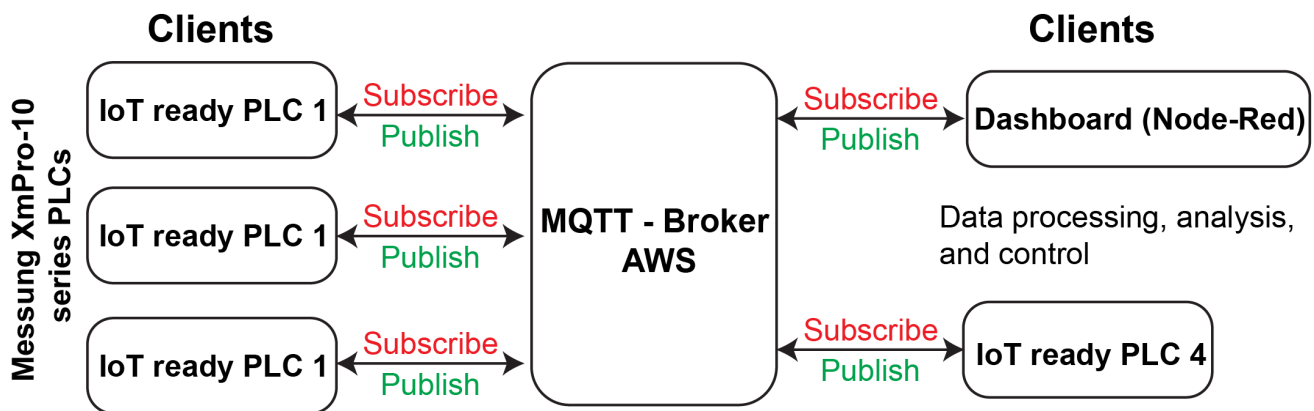 Clients
Clients
Messung XmPro-10
series PLCs
IoT ready PLC 1
Subscribe
Publish
IoT ready PLC 1
Subscribe
Publish
IoT ready PLC 1
Subscribe
Publish
MQTT - Broker
AWS
Subscribe
Publish
Dashboard (Node-Red)
Data processing, analysis,
and control
Subscribe
Publish
IoT ready PLC 4